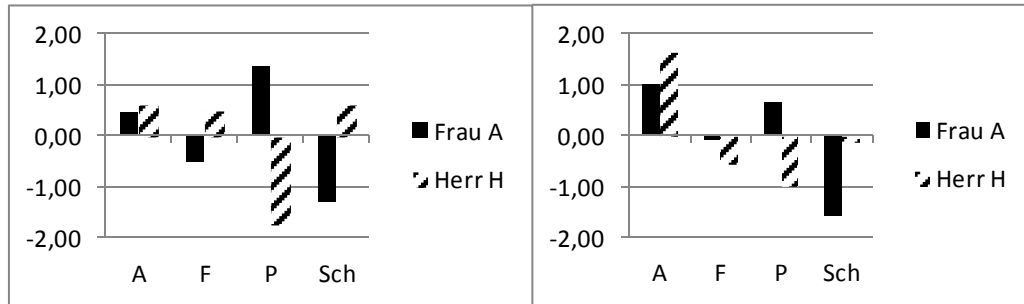 2,00
1,00
0,00
-1,00
-2,00
A F P Sch
Frau A
Herr H
2,00
1,00
0,00
-1,00
-2,00
A F P Sch
Frau A
Herr H